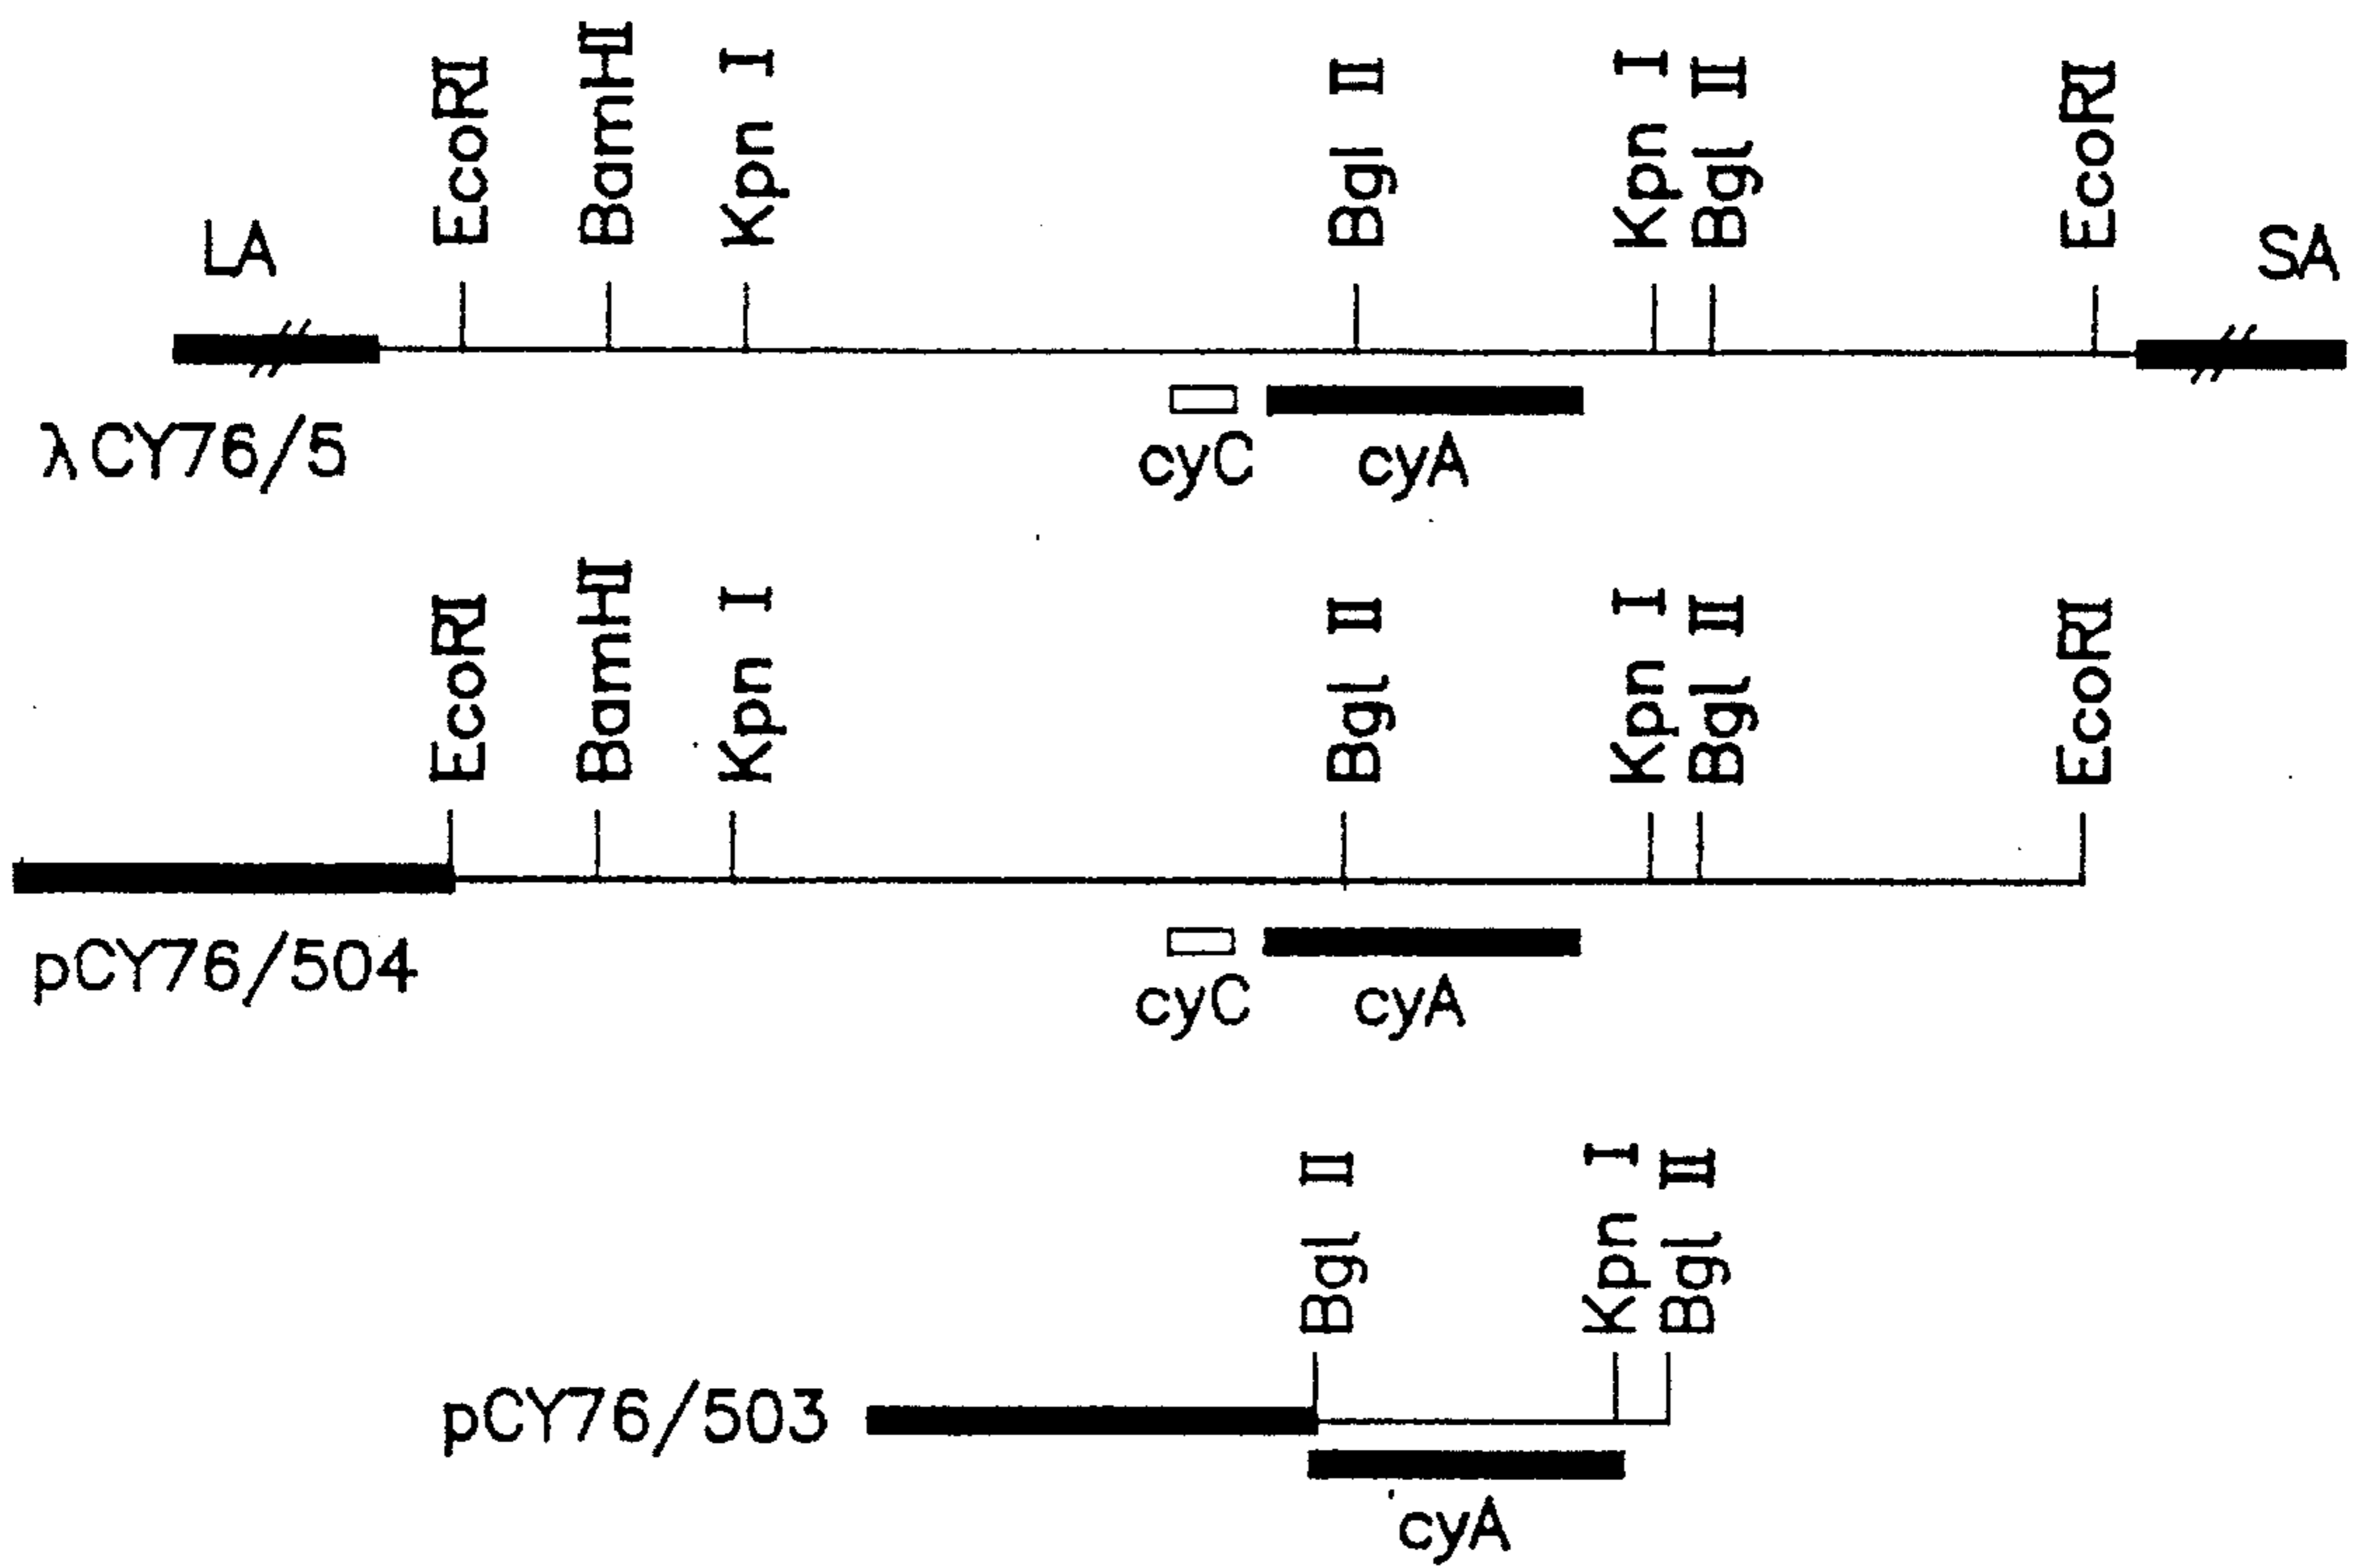 LA
EcoRI
BamHI
Kpn I
Bgl II
Kpn I
Bgl II
EcoRI
SA
λCY76/5
cyC
cyA
EcoRI
BamHI
Kpn I
Bgl II
Kpn I
Bgl II
EcoRI
pCY76/504
cyC
cyA
Bgl II
Kpn I
Bgl II
pCY76/503
cyA